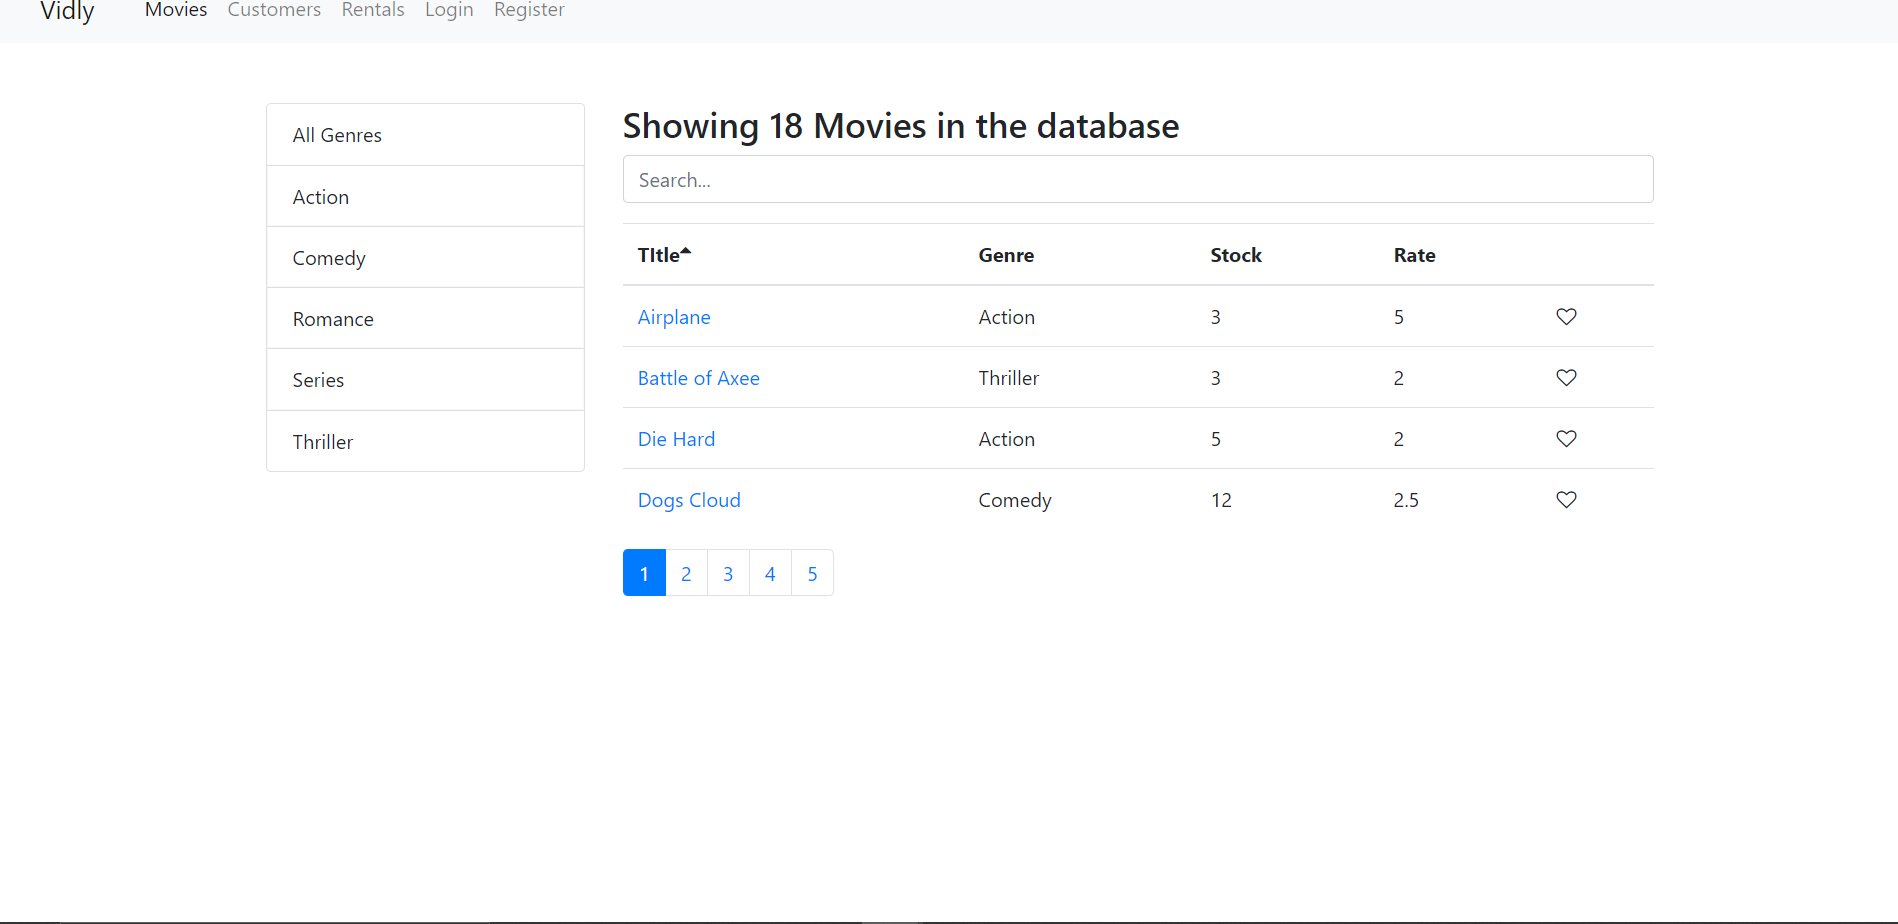 Vidly Movies Customers Rentals Login Register
All Genres
Action
Comedy
Romance
Series
Thriller
Showing 18 Movies in the database
Search...
TItle Genre Stock Rate
Airplane Action 3 5
Battle of Axee Thriller 3 2
Die Hard Action 5 2
Dogs Cloud Comedy 12 2.5
1 2 3 4 5